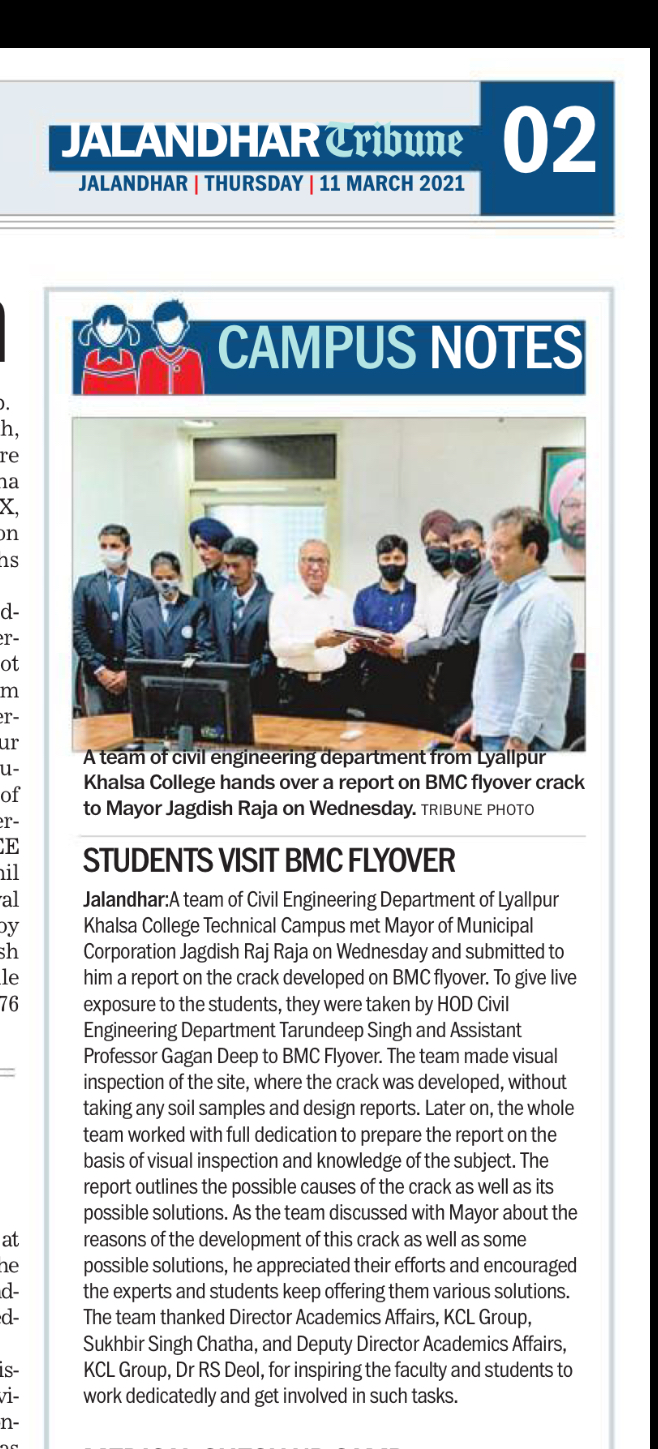 JALANDHAR Tribune
02
JALANDHAR | THURSDAY | 11 MARCH 2021
CAMPUS NOTES
A team of civil engineering department from Lyallpur
Khalsa College hands over a report on BMC flyover crack
to Mayor Jagdish Raja on Wednesday. TRIBUNE PHOTO
STUDENTS VISIT BMC FLYOVER
Jalandhar:A team of Civil Engineering Department of Lyallpur
Khalsa College Technical Campus met Mayor of Municipal
Corporation Jagdish Raj Raja on Wednesday and submitted to
him a report on the crack developed on BMC flyover. To give live
exposure to the students, they were taken by HOD Civil
Engineering Department Tarundeep Singh and Assistant
Professor Gagan Deep to BMC Flyover. The team made visual
inspection of the site, where the crack was developed, without
taking any soil samples and design reports. Later on, the whole
team worked with full dedication to prepare the report on the
basis of visual inspection and knowledge of the subject. The
report outlines the possible causes of the crack as well as its
possible solutions. As the team discussed with Mayor about the
reasons of the development of this crack as well as some
possible solutions, he appreciated their efforts and encouraged
the experts and students keep offering them various solutions.
The team thanked Director Academics Affairs, KCL Group,
Sukhbir Singh Chatha, and Deputy Director Academics Affairs,
KCL Group, Dr RS Deol, for inspiring the faculty and students to
work dedicatedly and get involved in such tasks.